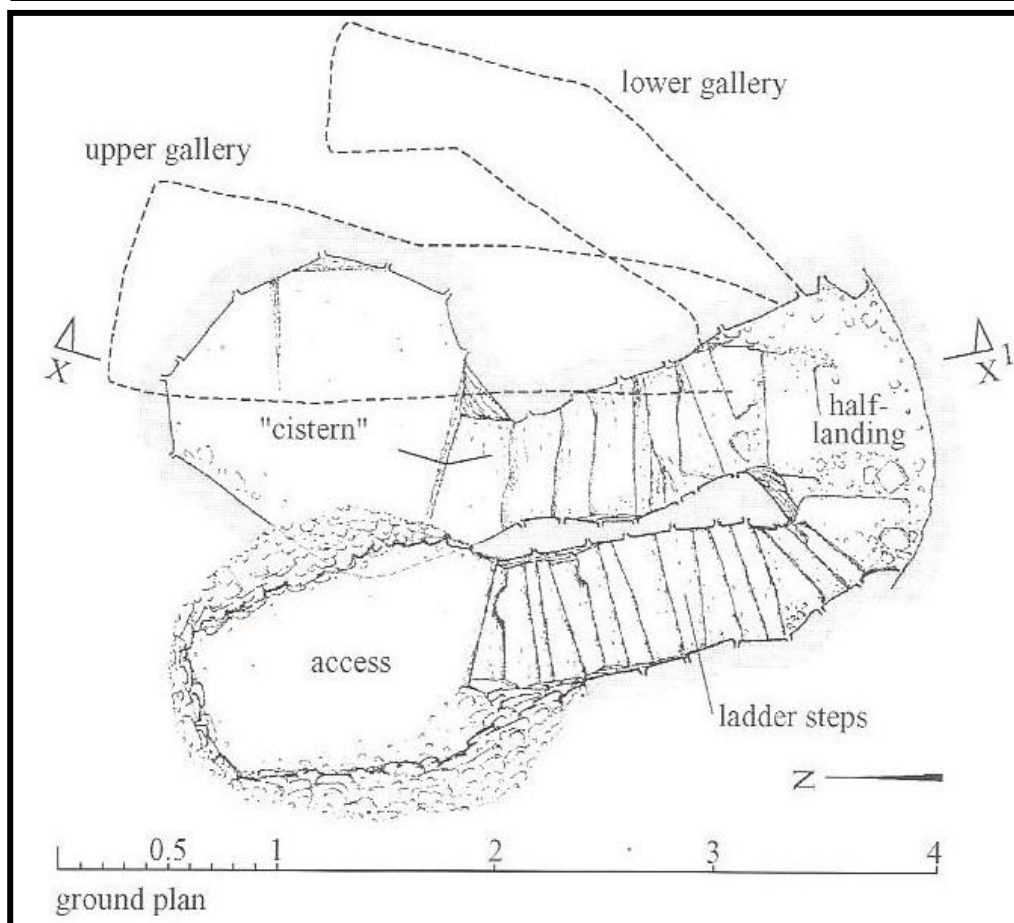 lower gallery
upper gallery
X
X1
"cistern"
half-
landing
access
ladder steps
N
0.5 1 2 3 4
ground plan